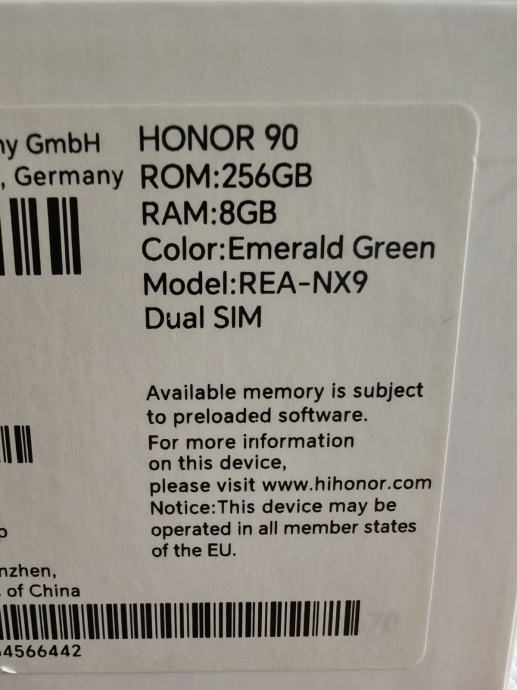 ny GmbH
, Germany
HONOR 90
ROM:256GB
RAM:8GB
Color:Emerald Green
Model:REA-NX9
Dual SIM
Available memory is subject
to preloaded software.
For more information
on this device,
please visit www.hihonor.com
Notice:This device may be
operated in all member states
of the EU.
p
nzhen,
. of China
4566442
70